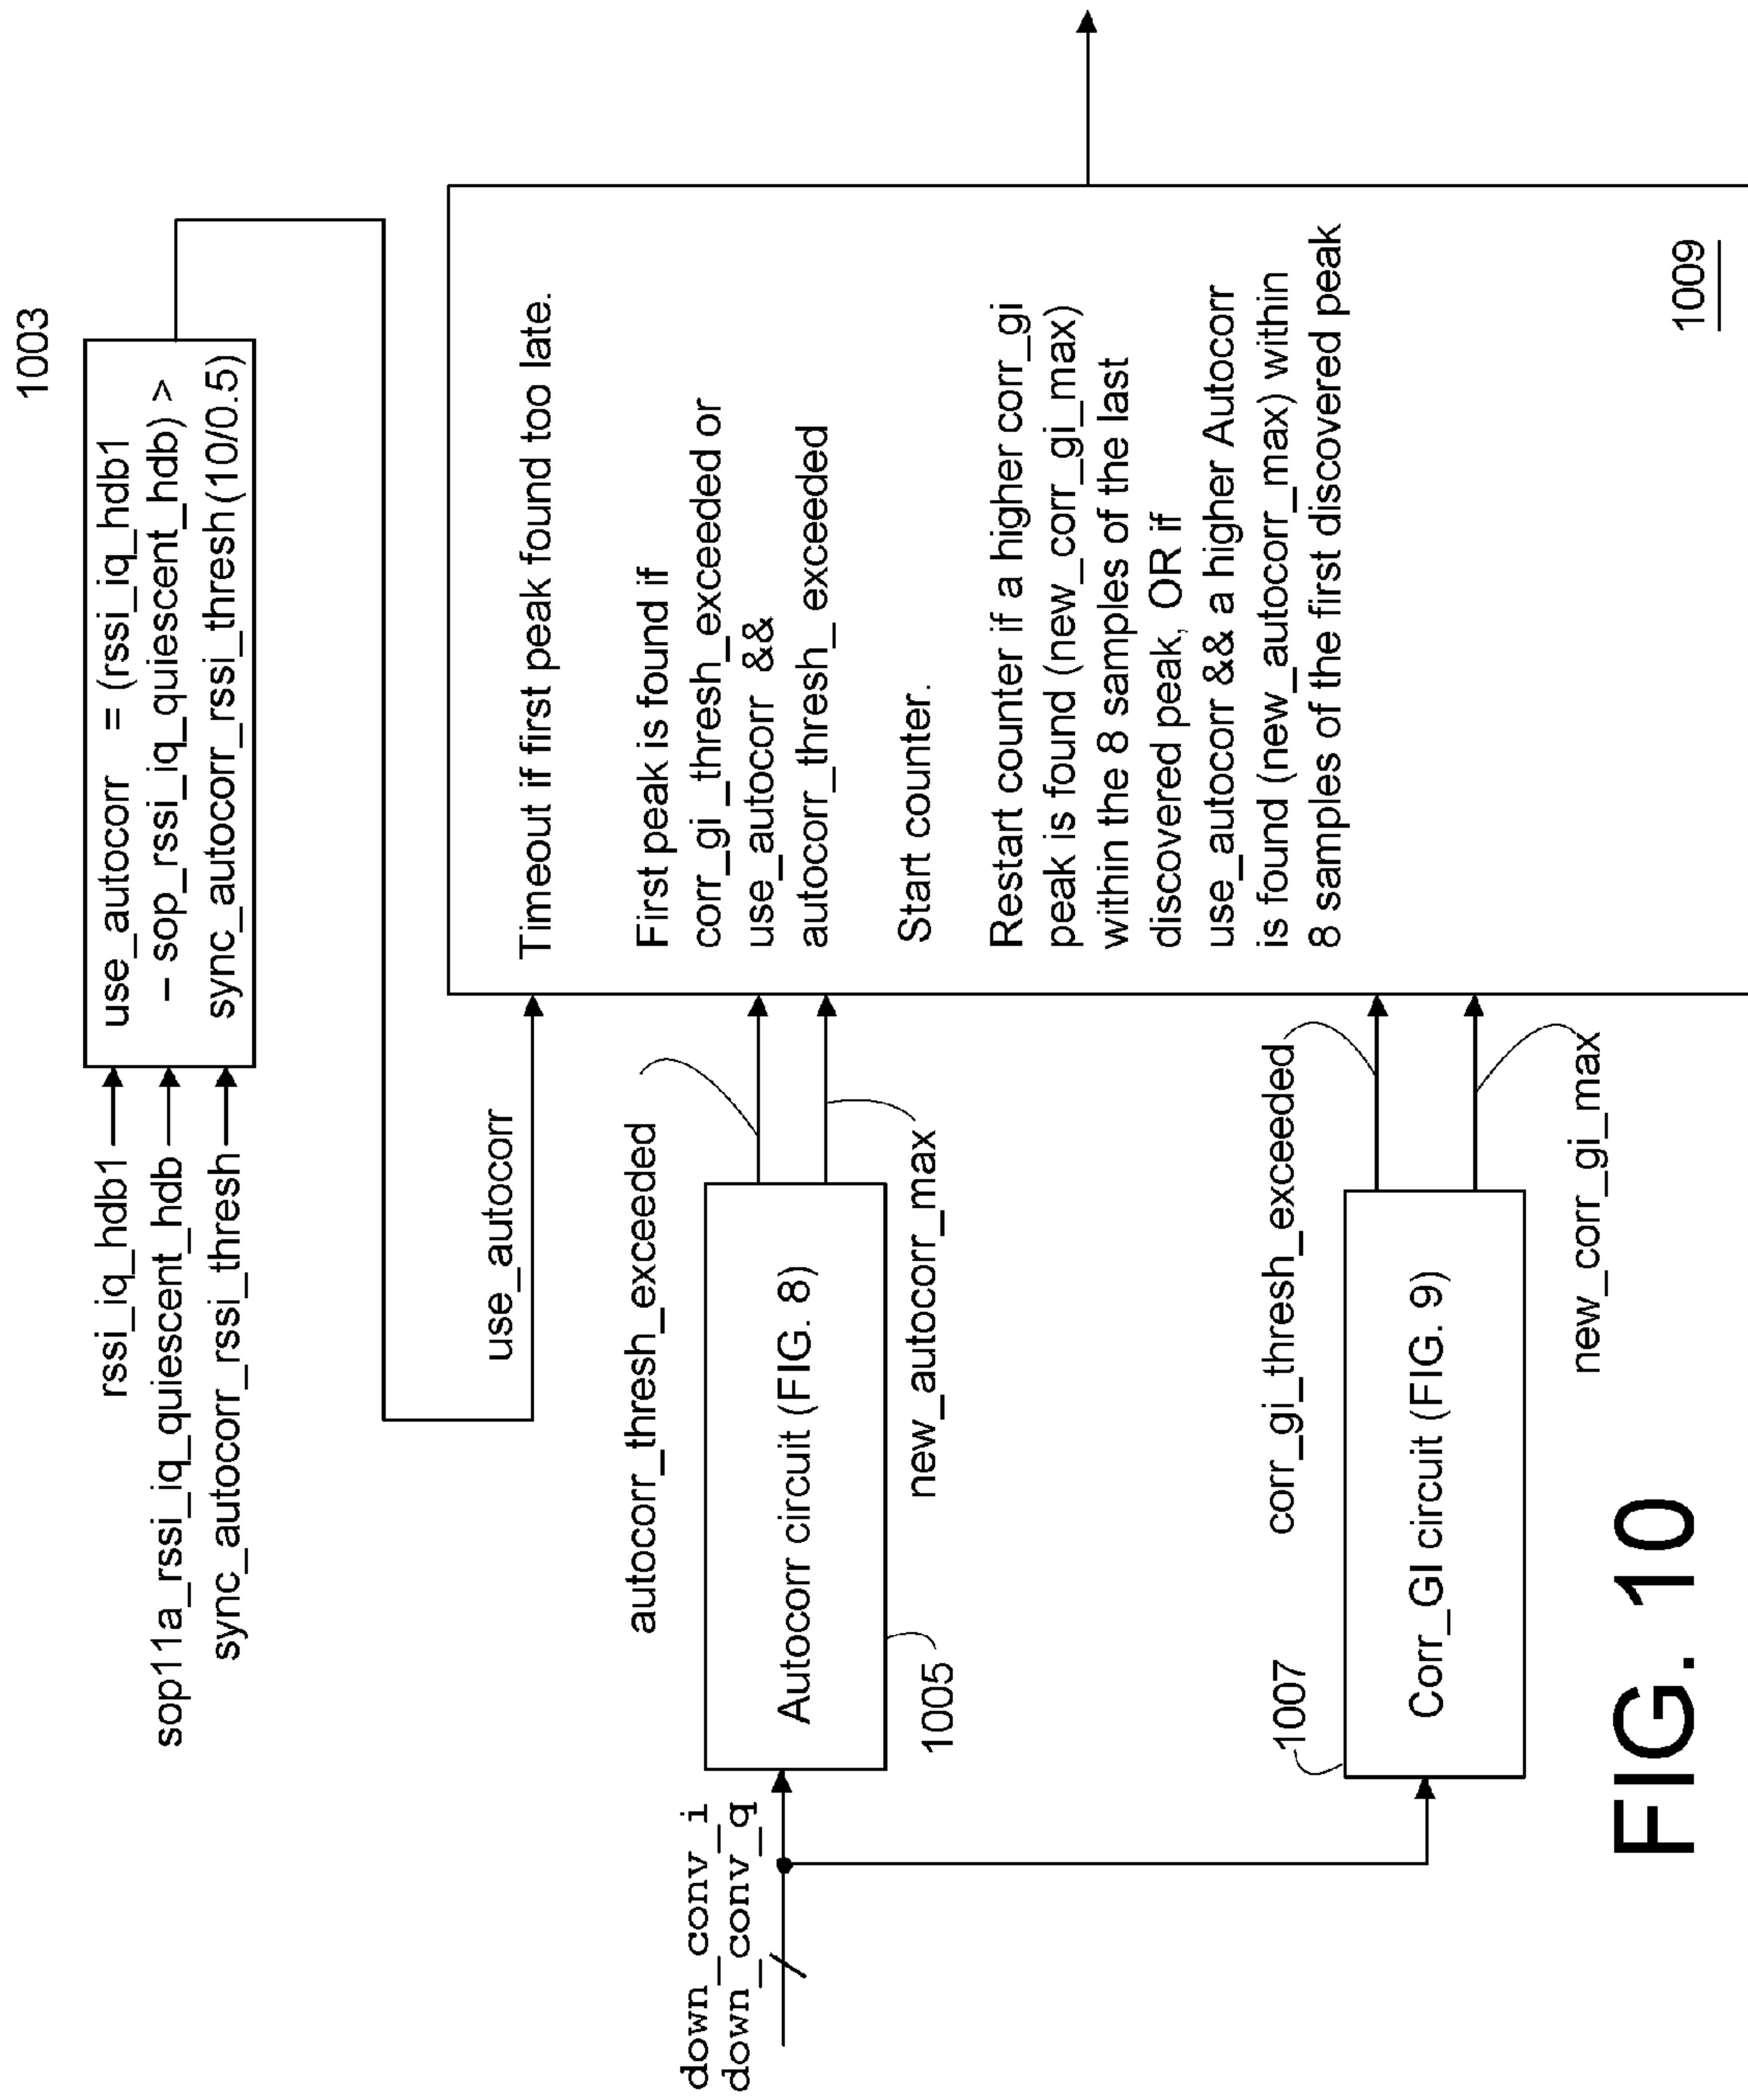 1003
rssi_iq_hdb1
sop11a_rssi_iq_quiescent_hdb
sync_autocorr_rssi_thresh
use_autocorr = (rssi_iq_hdb1
– sop_rssi_iq_quiescent_hdb) >
sync_autocorr_rssi_thresh (10/0.5)
use_autocorr
down_conv_i
down_conv_q
autocorr_thresh_exceeded
Autocorr circuit (FIG. 8)
new_autocorr_max
1005
corr_gi_thresh_exceeded
1007
Corr_GI circuit (FIG. 9)
new_corr_gi_max
Timeout if first peak found too late.
First peak is found if
corr_gi_thresh_exceeded or
use_autocorr &&
autocorr_thresh_exceeded
Start counter.
Restart counter if a higher corr_gi
peak is found (new_corr_gi_max)
within the 8 samples of the last
discovered peak, OR if
use_autocorr && a higher Autocorr
is found (new_autocorr_max) within
8 samples of the first discovered peak
1009
FIG. 10